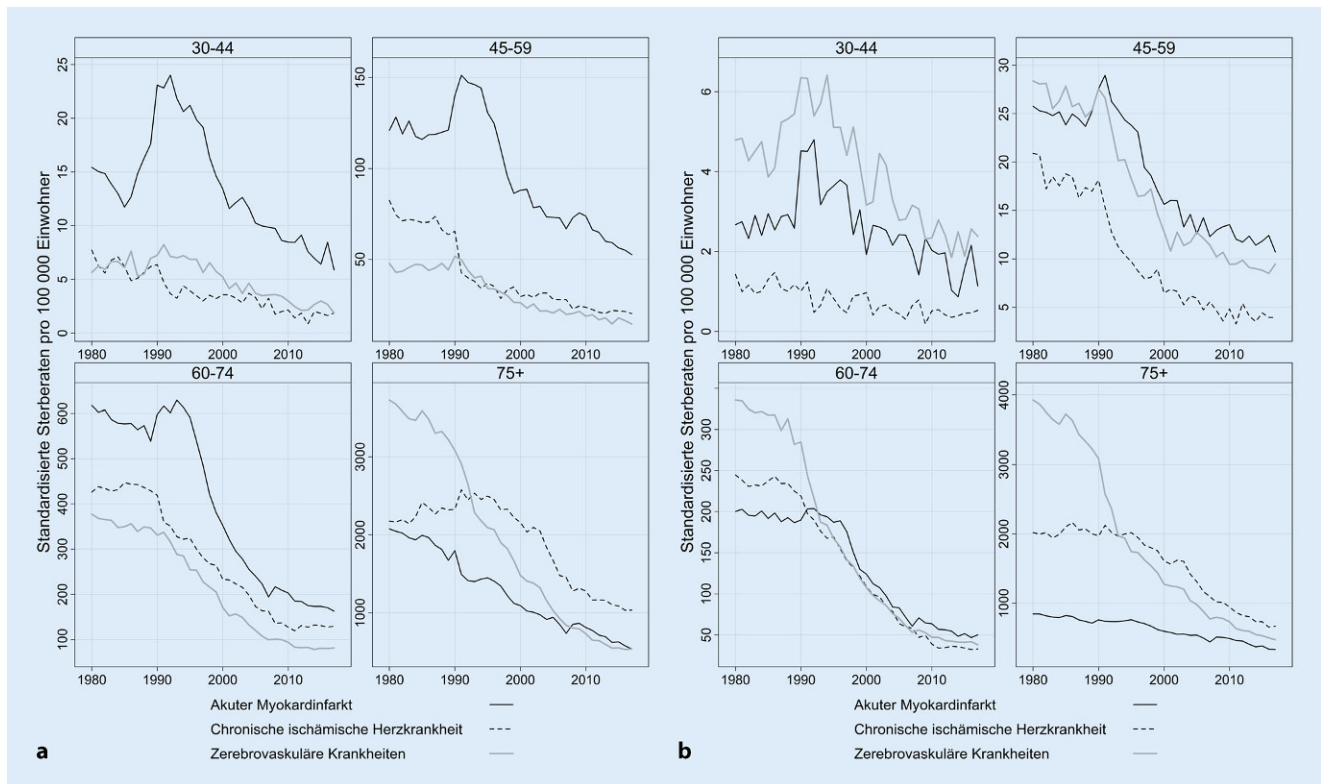 Standardisierte Sterberaten pro 100 000 Einwohner
30-44
25
20
15
10
5
0
1980 1990 2000 2010
45-59
150
100
50
1980 1990 2000 2010
60-74
600
500
400
300
200
100
1980 1990 2000 2010
75+
3000
2000
1000
1980 1990 2000 2010
Akuter Myokardinfarkt
Chronische ischämische Herzkrankheit
Zerebrovaskuläre Krankheiten
a
Standardisierte Sterberaten pro 100 000 Einwohner
30-44
6
4
2
0
1980 1990 2000 2010
45-59
30
25
20
15
10
5
1980 1990 2000 2010
60-74
300
250
200
150
100
50
1980 1990 2000 2010
75+
4000
3000
2000
1000
1980 1990 2000 2010
Akuter Myokardinfarkt
Chronische ischämische Herzkrankheit
Zerebrovaskuläre Krankheiten
b